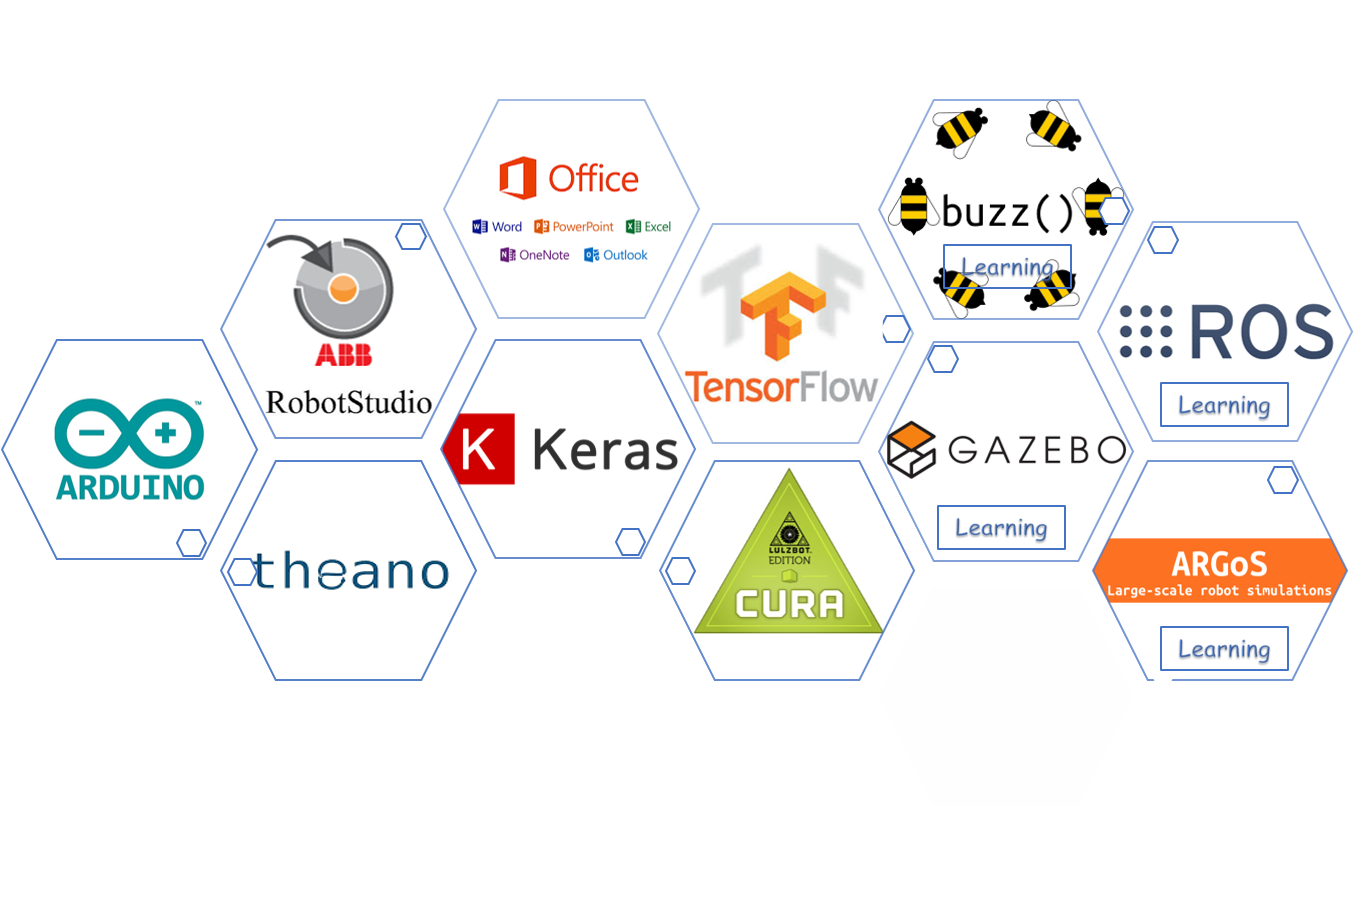 Office
Word PowerPoint Excel
OneNote Outlook
buzz()
Learning
ABB
RobotStudio
TensorFlow
ROS
Learning
ARDUINO™
K Keras
GAZEBO
Learning
theano
LULZBOT.
EDITION
CURA
ARGoS
Large-scale robot simulations
Learning